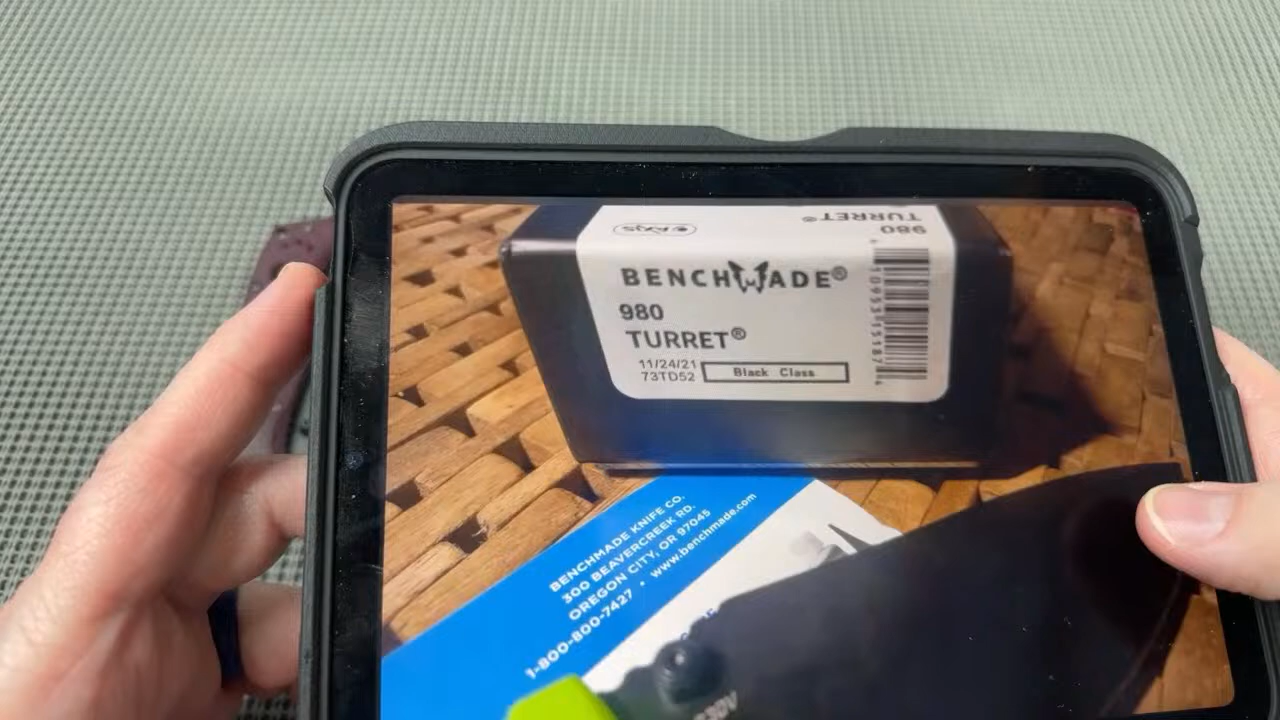 980
TURRET®
AXIS
BENCHMADE®
980
TURRET®
11/24/21
73TD52
Black Class
BENCHMADE KNIFE CO.
300 BEAVERCREEK RD.
OREGON CITY, OR 97045
1-800-800-7427 • www.benchmade.com